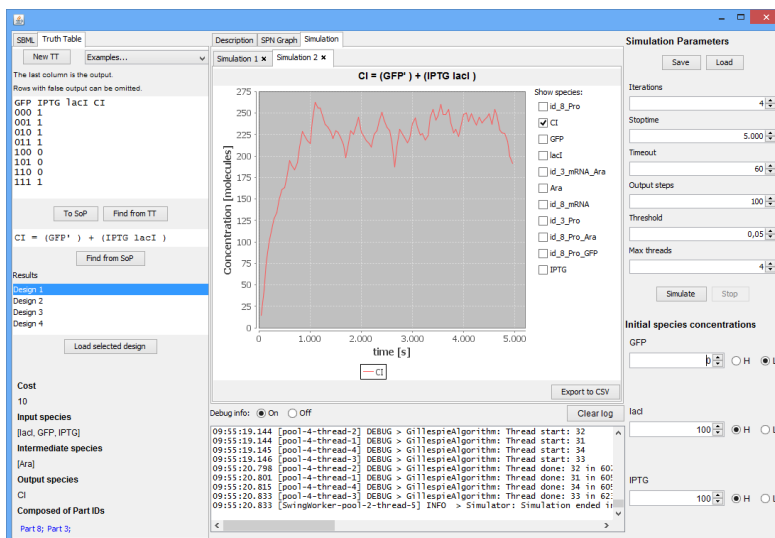 SBML Truth Table
New TT Examples...
The last column is the output.
Rows with false output can be omitted.
GFP IPTG lacI CI
000 1
001 1
010 1
011 1
100 0
101 0
110 0
111 1
To SoP Find from TT
CI = (GFP' ) + (IPTG lacI )
Find from SoP
Results
Design 1
Design 2
Design 3
Design 4
Load selected design
Cost
10
Input species
[lacI, GFP, IPTG]
Intermediate species
[Ara]
Output species
CI
Composed of Part IDs
Part 8; Part 3;
Description SPN Graph Simulation
Simulation 1 × Simulation 2 ×
CI = (GFP' ) + (IPTG lacI )
Concentration [molecules]
275
250
225
200
175
150
125
100
75
50
25
0
0 1.000 2.000 3.000 4.000 5.000
time [s]
CI
Show species:
id_8_Pro
CI
GFP
lacI
id_3_mRNA_Ara
Ara
id_8_mRNA
id_3_Pro
id_8_Pro_Ara
id_8_Pro_GFP
IPTG
Export to CSV
Debug info: On Off Clear log
09:55:19.144 [pool-4-thread-2] DEBUG > GillespieAlgorithm: Thread start: 32
09:55:19.144 [pool-4-thread-1] DEBUG > GillespieAlgorithm: Thread start: 31
09:55:19.145 [pool-4-thread-4] DEBUG > GillespieAlgorithm: Thread start: 34
09:55:19.146 [pool-4-thread-3] DEBUG > GillespieAlgorithm: Thread start: 33
09:55:20.798 [pool-4-thread-2] DEBUG > GillespieAlgorithm: Thread done: 32 in
09:55:20.801 [pool-4-thread-1] DEBUG > GillespieAlgorithm: Thread done: 31 in
09:55:20.815 [pool-4-thread-4] DEBUG > GillespieAlgorithm: Thread done: 34 in
09:55:20.833 [pool-4-thread-3] DEBUG > GillespieAlgorithm: Thread done: 33 in
09:55:20.833 [SwingWorker-pool-2-thread-5] INFO > Simulator: Simulation ended
Simulation Parameters
Save Load
Iterations
4
Stoptime
5.000
Timeout
60
Output steps
100
Threshold
0,05
Max threads
4
Simulate Stop
Initial species concentrations
GFP
0 H L
lacI
100 H L
IPTG
100 H L